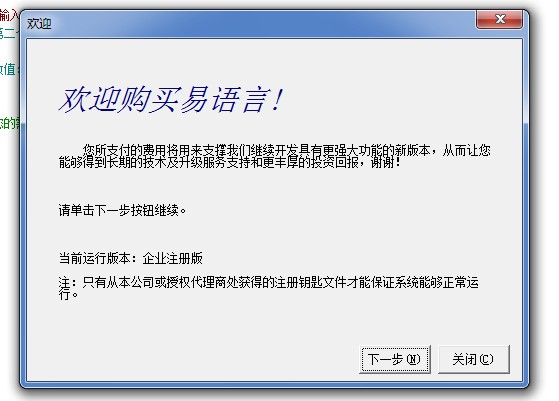 输入
欢迎
第二个
数值:
欢迎购买易语言!
您的
您所支付的费用将用来支撑我们继续开发具有更强大功能的新版本,从而让您
能够得到长期的技术及升级服务支持和更丰厚的投资回报,谢谢!
请单击下一步按钮继续。
当前运行版本:企业注册版
注:只有从本公司或授权代理商处获得的注册钥匙文件才能保证系统能够正常运
行。
下一步(N)
关闭(C)